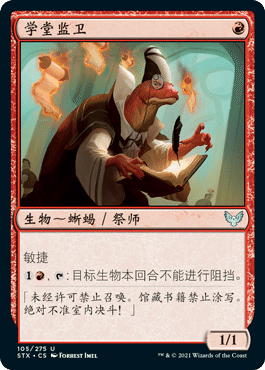 学堂监卫
生物～蜥蜴 / 祭师
敏捷
1，：目标生物本回合不能进行阻挡。
「未经许可禁止召唤。馆藏书籍禁止涂写。
绝对不准室内决斗！」
1/1
105/275 U
STX • CS Forrest Imel
™ & © 2021 Wizards of the Coast